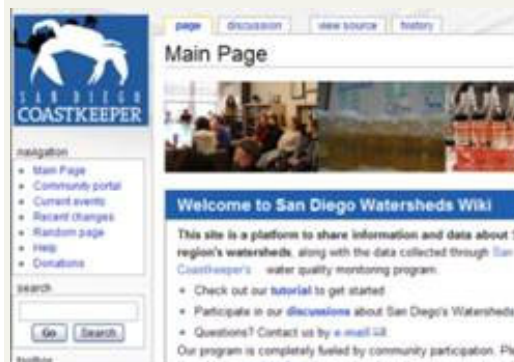 page discussion view source history
Main Page
SAN DIEGO
COASTKEEPER
navigation
Main Page
Community portal
Current events
Recent changes
Random page
Help
Donations
search
Go Search
toolbox
Welcome to San Diego Watersheds Wiki
This site is a platform to share information and data about
region's watersheds, along with the data collected through San
Coastkeeper's water quality monitoring program.
Check out our tutorial to get started
Participate in our discussions about San Diego's Watersheds
Questions? Contact us by e-mail
Our program is completely fueled by community participation.